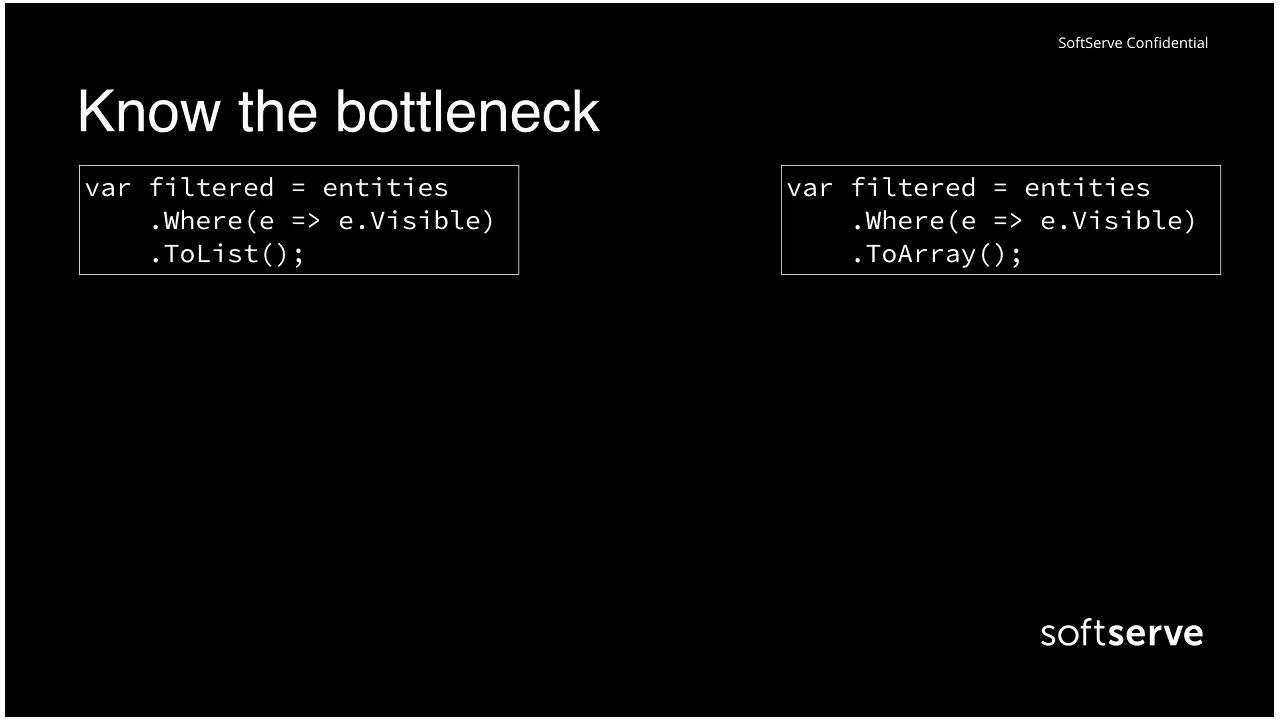 SoftServe Confidential
Know the bottleneck
var filtered = entities
.Where(e => e.Visible)
.ToList();
var filtered = entities
.Where(e => e.Visible)
.ToArray();
softserve